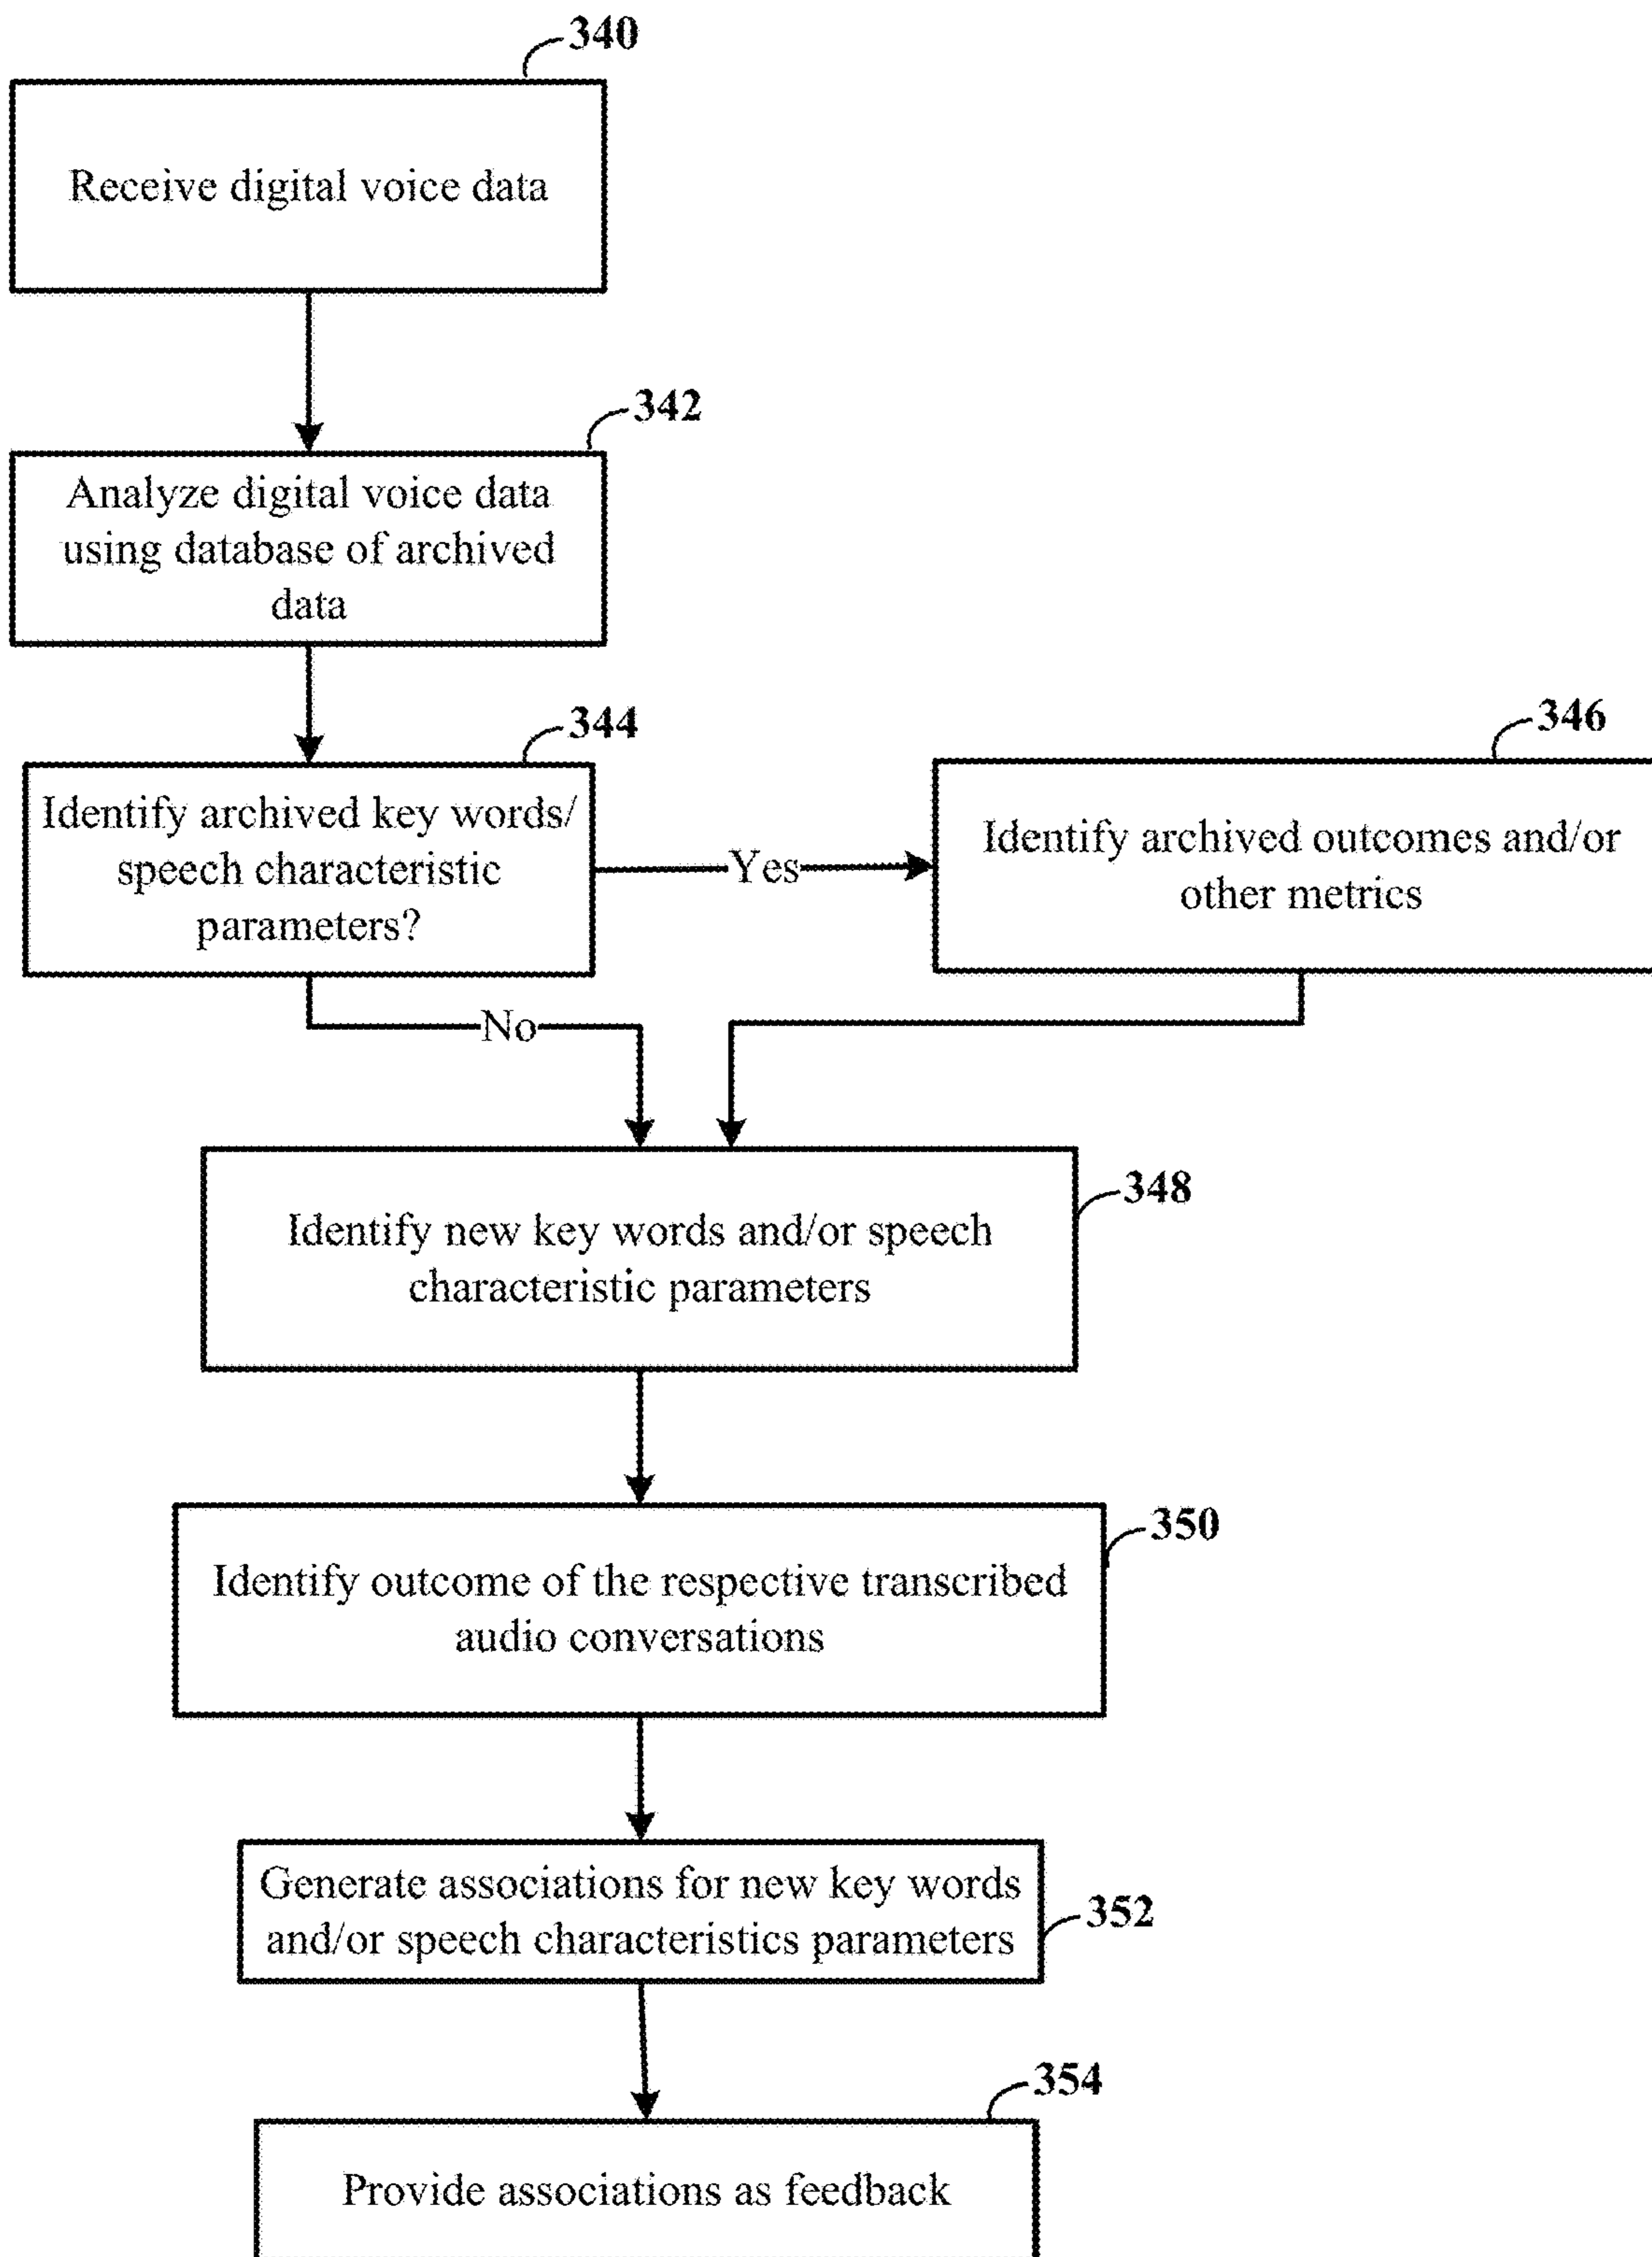 340
Receive digital voice data
342
Analyze digital voice data
using database of archived
data
344
Identify archived key words/
speech characteristic
parameters?
Yes
346
Identify archived outcomes and/or
other metrics
No
348
Identify new key words and/or speech
characteristic parameters
350
Identify outcome of the respective transcribed
audio conversations
352
Generate associations for new key words
and/or speech characteristics parameters
354
Provide associations as feedback